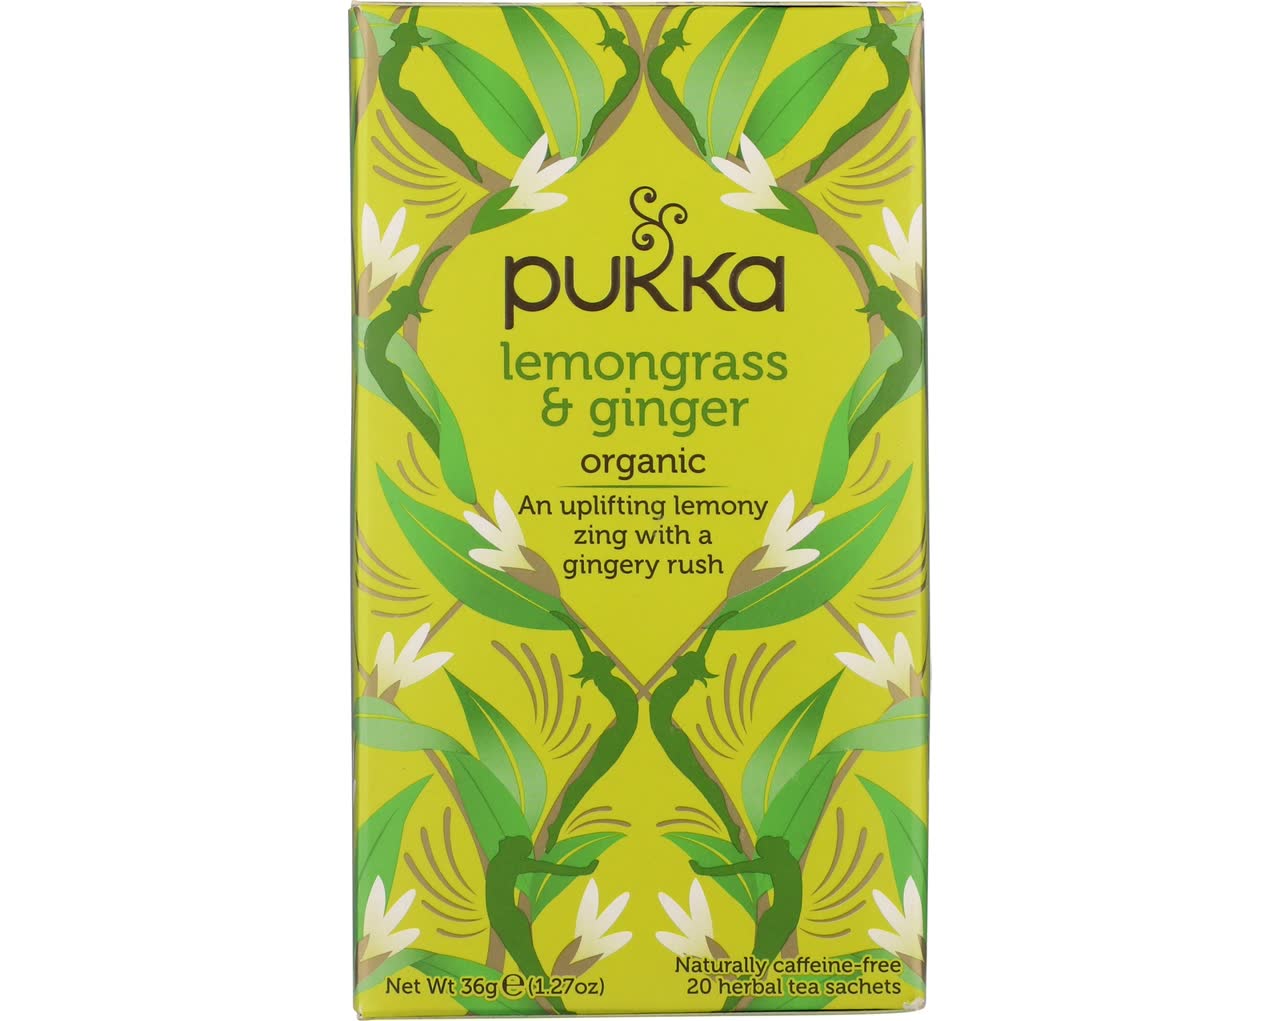 pukka
lemongrass
& ginger
organic
An uplifting lemony
zing with a
gingery rush
Naturally caffeine-free
Net Wt 36g℮(1.27oz)
20 herbal tea sachets